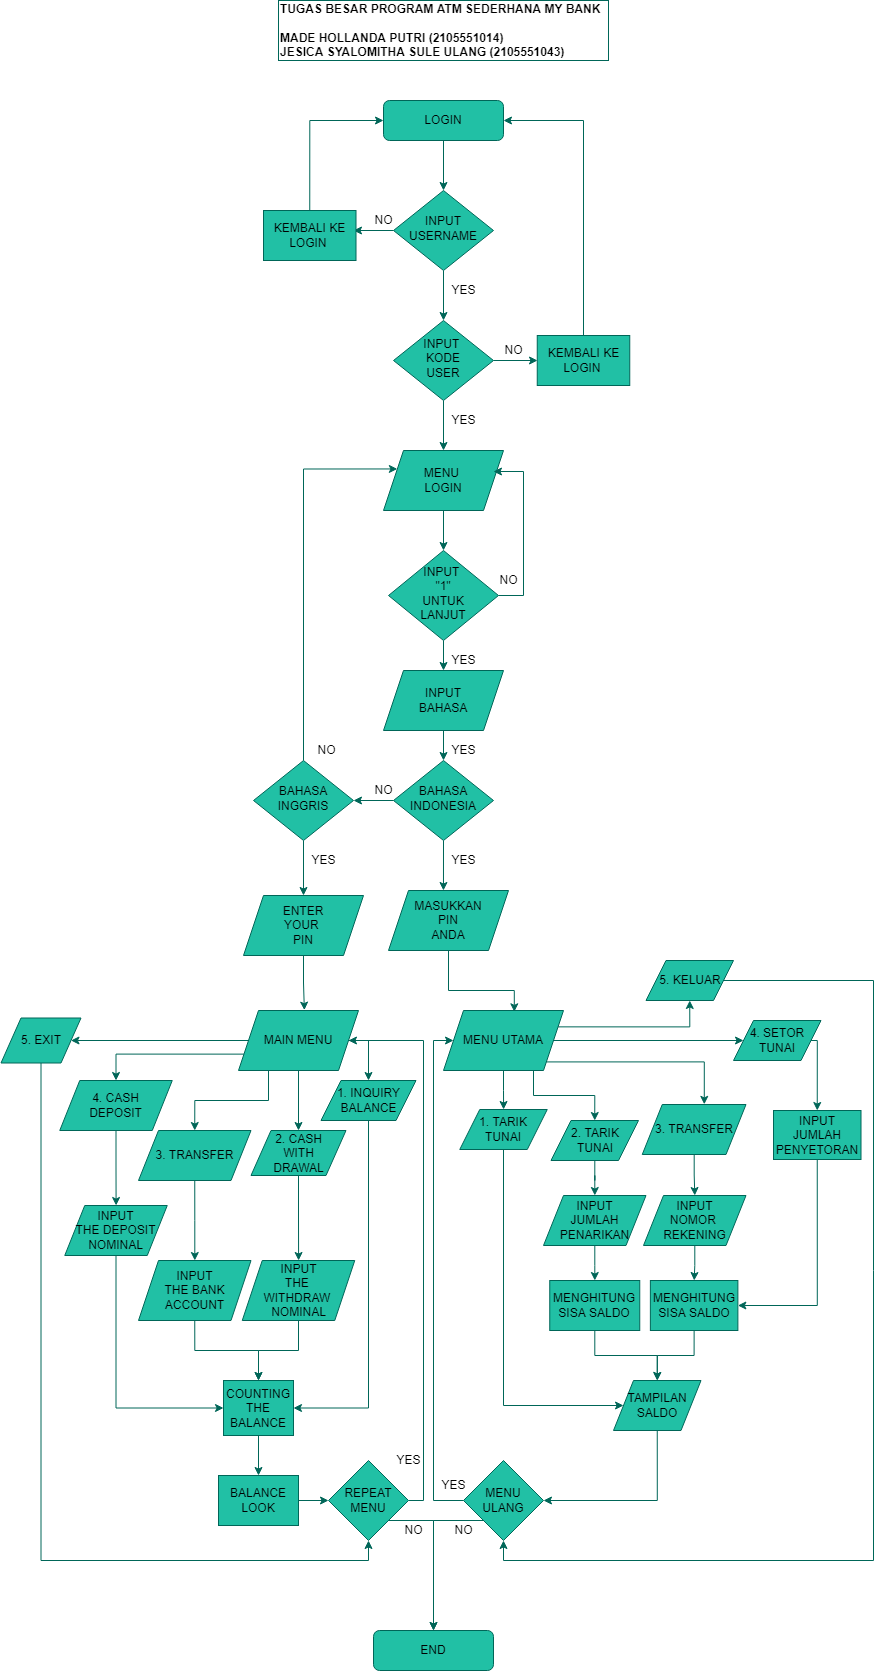 TUGAS BESAR PROGRAM ATM SEDERHANA MY BANK
MADE HOLLANDA PUTRI (2105551014)
JESICA SYALOMITHA SULE ULANG (2105551043)
LOGIN
KEMBALI KE
LOGIN
NO
INPUT
USERNAME
YES
INPUT
KODE
USER
NO
KEMBALI KE
LOGIN
YES
MENU
LOGIN
INPUT
"1"
UNTUK
LANJUT
NO
YES
INPUT
BAHASA
NO
YES
BAHASA
INGGRIS
NO
BAHASA
INDONESIA
YES
YES
ENTER
YOUR
PIN
MASUKKAN
PIN
ANDA
5. KELUAR
5. EXIT
MAIN MENU
MENU UTAMA
4. SETOR
TUNAI
4. CASH
DEPOSIT
1. INQUIRY
BALANCE
3. TRANSFER
2. CASH
WITH
DRAWAL
1. TARIK
TUNAI
2. TARIK
TUNAI
3. TRANSFER
INPUT
JUMLAH
PENYETORAN
INPUT
THE DEPOSIT
NOMINAL
INPUT
THE BANK
ACCOUNT
INPUT
THE
WITHDRAW
NOMINAL
INPUT
JUMLAH
PENARIKAN
INPUT
NOMOR
REKENING
MENGHITUNG
SISA SALDO
MENGHITUNG
SISA SALDO
COUNTING
THE
BALANCE
TAMPILAN
SALDO
BALANCE
LOOK
REPEAT
MENU
YES
YES
MENU
ULANG
NO
NO
END